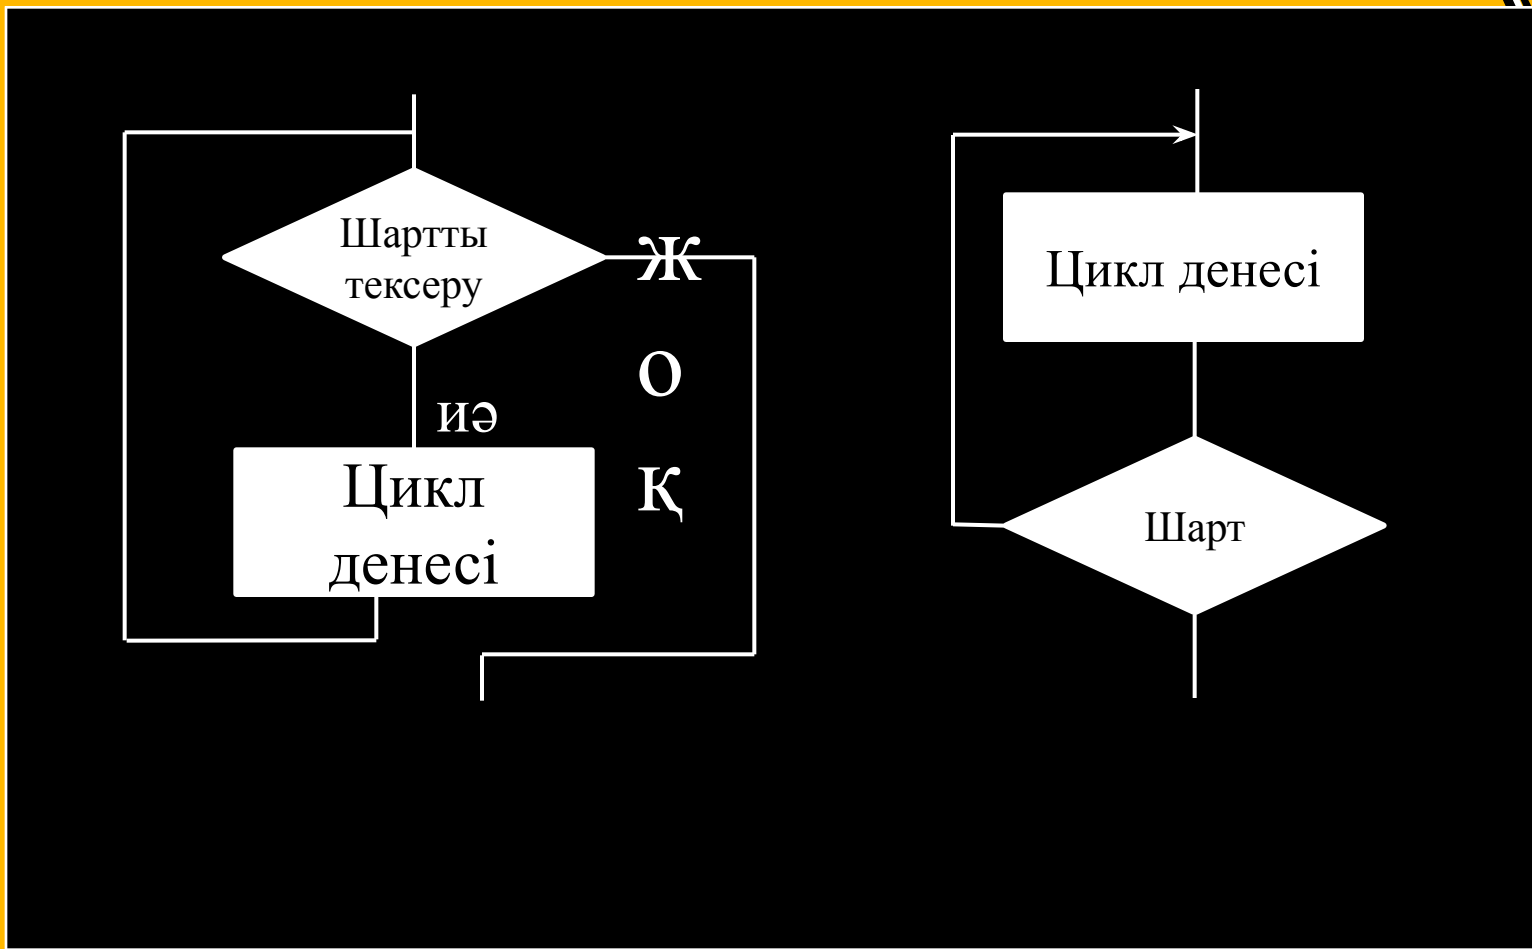 Шартты
тексеру
ж
о
қ
иә
Цикл
денесі
Цикл денесі
Шарт